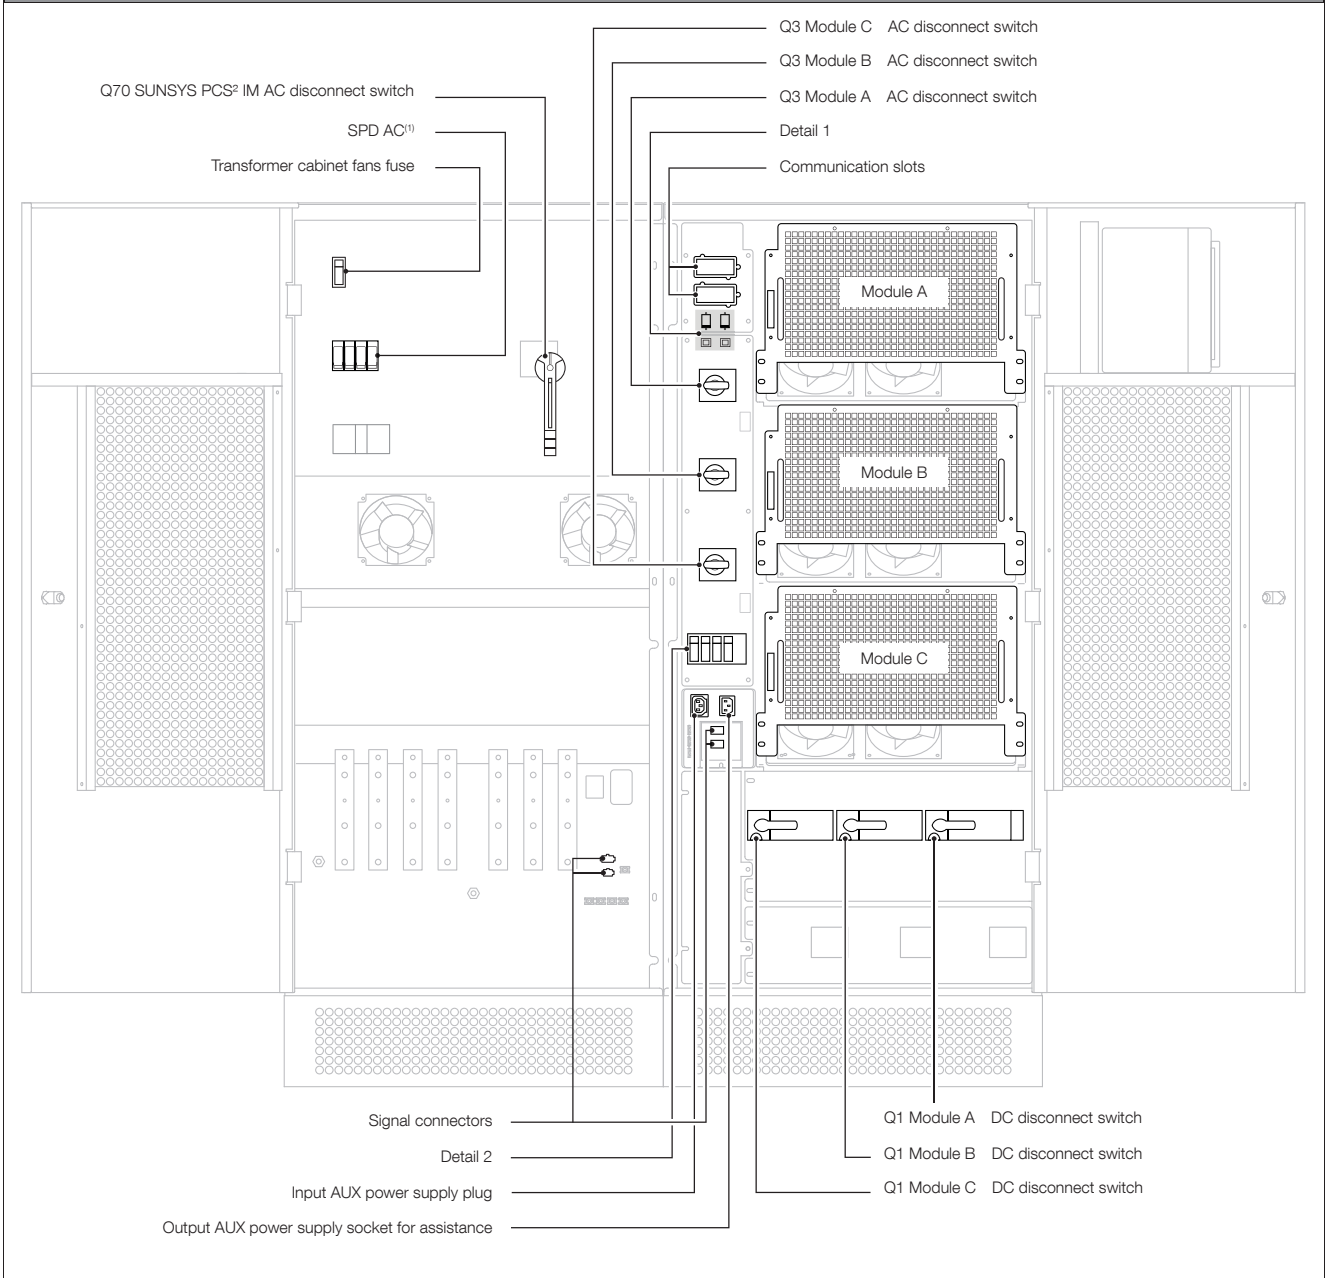 Q3 Module C AC disconnect switch
Q3 Module B AC disconnect switch
Q70 SUNSYS PCS² IM AC disconnect switch
Q3 Module A AC disconnect switch
SPD AC(1)
Detail 1
Transformer cabinet fans fuse
Communication slots
Module A
Module B
Module C
Signal connectors
Q1 Module A DC disconnect switch
Detail 2
Q1 Module B DC disconnect switch
Input AUX power supply plug
Q1 Module C DC disconnect switch
Output AUX power supply socket for assistance